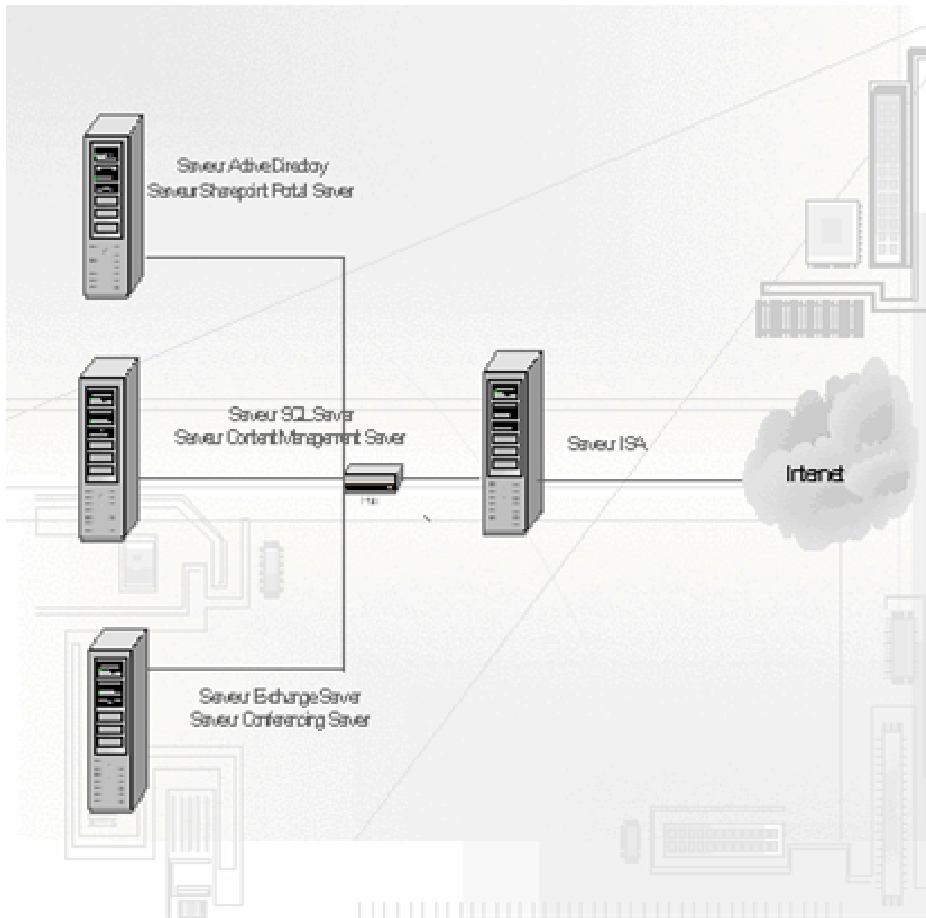 Serveur Active Directory
Serveur Sharepoint Portal Server
Serveur SQL Server
Serveur Content Management Server
Serveur ISA
Internet
Hub
Serveur Exchange Server
Serveur Conferencing Server